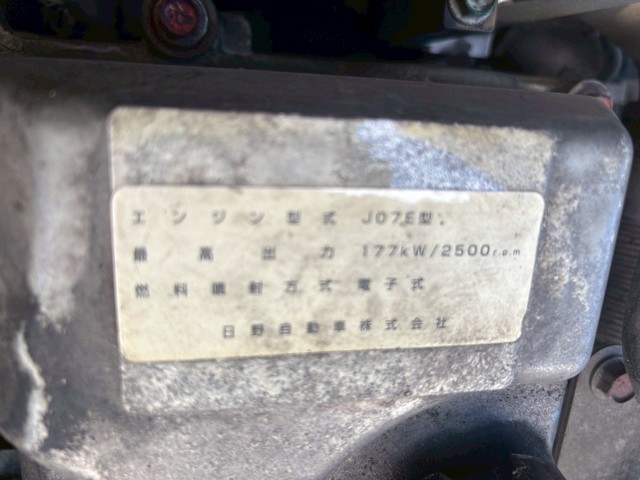 エンジン型式 J07E型
最高出力 177kW/2500r.p.m
燃料噴射方式 電子式
日野自動車株式会社